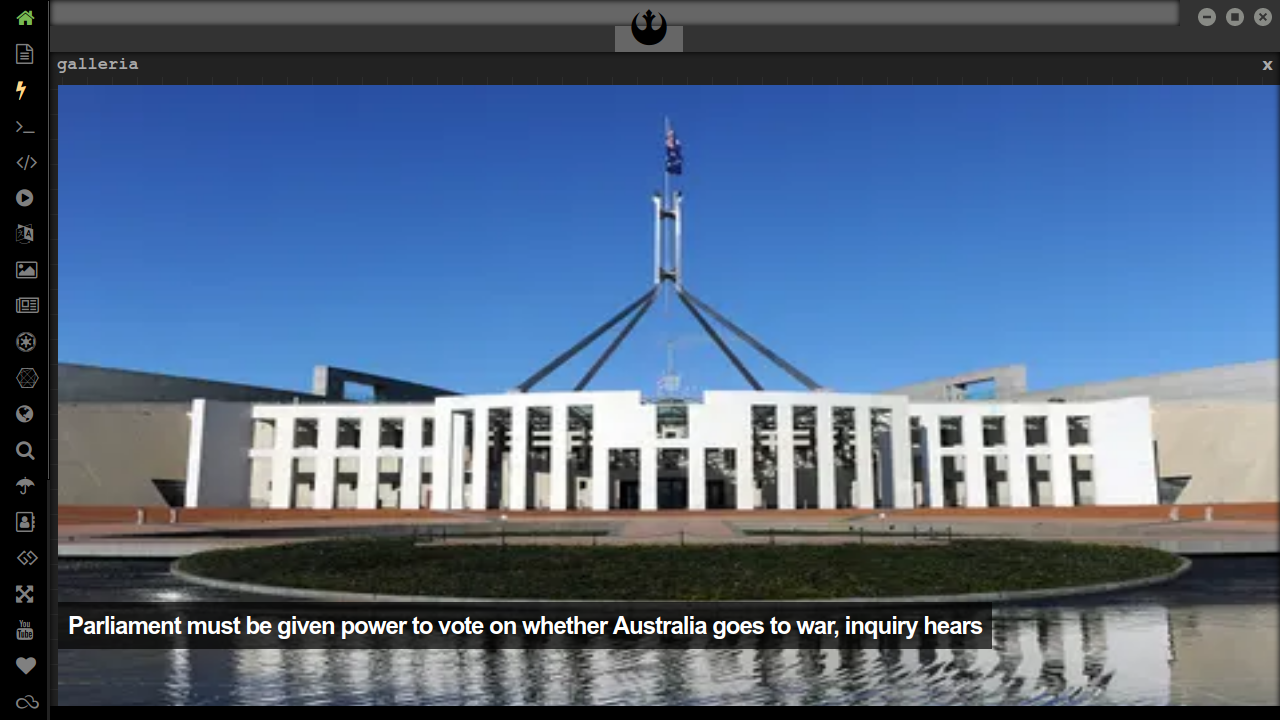 galleria
x
Parliament must be given power to vote on whether Australia goes to war, inquiry hears
You
Tube